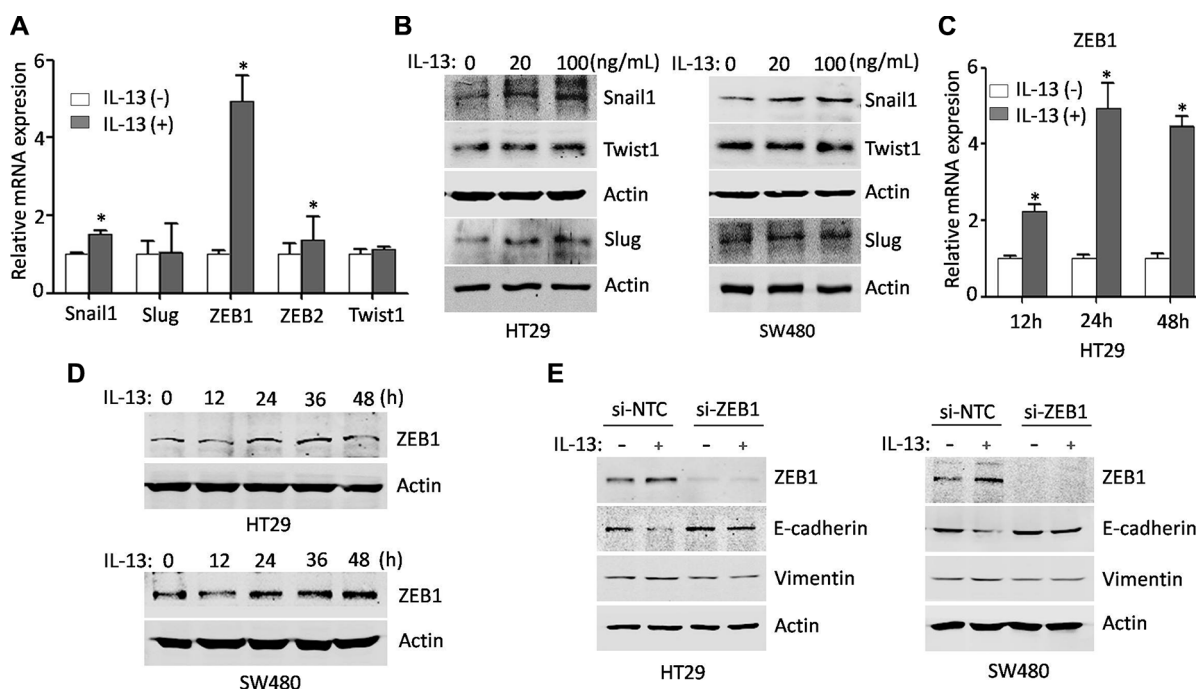 A
Relative mRNA expresion
6
4
2
0
IL-13 (-)
IL-13 (+)
*
*
*
Snail1 Slug ZEB1 ZEB2 Twist1
B
IL-13: 0 20 100 (ng/mL)
Snail1
Twist1
Actin
Slug
Actin
HT29
IL-13: 0 20 100 (ng/mL)
Snail1
Twist1
Actin
Slug
Actin
SW480
C
ZEB1
Relative mRNA expresion
6
4
2
0
IL-13 (-)
IL-13 (+)
*
*
*
12h 24h 48h
HT29
D
IL-13: 0 12 24 36 48 (h)
ZEB1
Actin
HT29
IL-13: 0 12 24 36 48 (h)
ZEB1
Actin
SW480
E
si-NTC si-ZEB1
IL-13: - + - +
ZEB1
E-cadherin
Vimentin
Actin
HT29
si-NTC si-ZEB1
IL-13: - + - +
ZEB1
E-cadherin
Vimentin
Actin
SW480